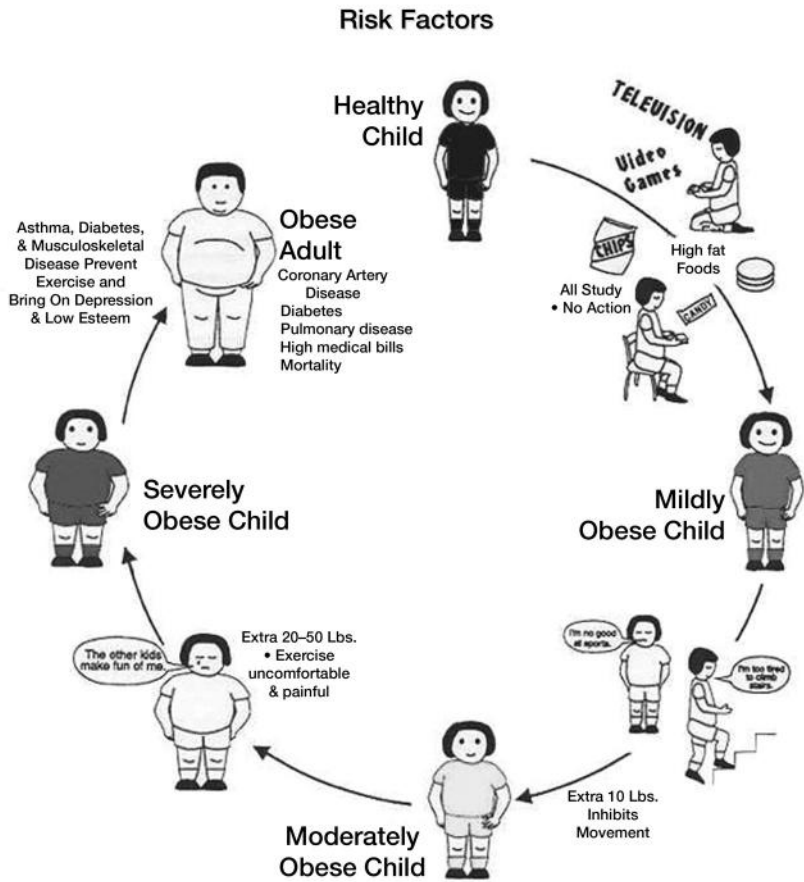 Risk Factors
Healthy
Child
TELEVISION
Video
Games
CHIPS
High fat
Foods
All Study
• No Action
CANDY
Mildly
Obese Child
I'm no good
at sports.
I'm too tired
to climb
stairs.
Extra 10 Lbs.
Inhibits
Movement
Moderately
Obese Child
Extra 20–50 Lbs.
• Exercise
uncomfortable
& painful
The other kids
make fun of me.
Severely
Obese Child
Asthma, Diabetes,
& Musculoskeletal
Disease Prevent
Exercise and
Bring On Depression
& Low Esteem
Obese
Adult
Coronary Artery
Disease
Diabetes
Pulmonary disease
High medical bills
Mortality